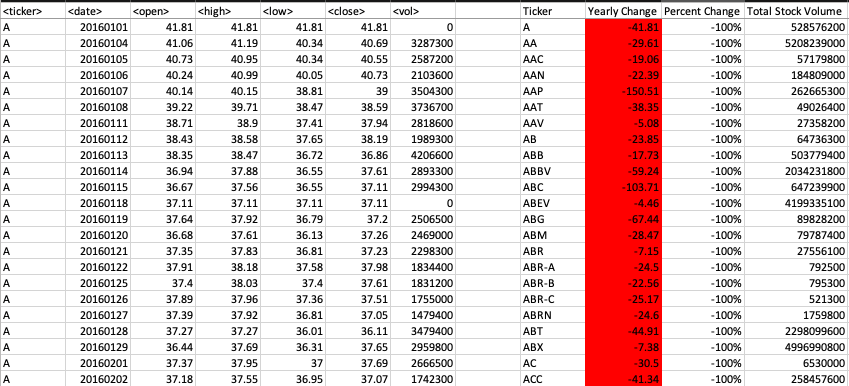 <ticker> <date> <open> <high> <low> <close> <vol> Ticker Yearly Change Percent Change Total Stock Volume
A 20160101 41.81 41.81 41.81 41.81 0 A -41.81 -100% 528576200
A 20160104 41.06 41.19 40.34 40.69 3287300 AA -29.61 -100% 5208239000
A 20160105 40.73 40.95 40.34 40.55 2587200 AAC -19.06 -100% 57179800
A 20160106 40.24 40.99 40.05 40.73 2103600 AAN -22.39 -100% 184809000
A 20160107 40.14 40.15 38.81 39 3504300 AAP -150.51 -100% 262665300
A 20160108 39.22 39.71 38.47 38.59 3736700 AAT -38.35 -100% 49026400
A 20160111 38.71 38.9 37.41 37.94 2818600 AAV -5.08 -100% 27358200
A 20160112 38.43 38.58 37.65 38.19 1989300 AB -23.85 -100% 64736300
A 20160113 38.35 38.47 36.72 36.86 4206600 ABB -17.73 -100% 503779400
A 20160114 36.94 37.88 36.55 37.61 2893300 ABBV -59.24 -100% 2034231800
A 20160115 36.67 37.56 36.55 37.11 2994300 ABC -103.71 -100% 647239900
A 20160118 37.11 37.11 37.11 37.11 0 ABEV -4.46 -100% 4199335100
A 20160119 37.64 37.92 36.79 37.2 2506500 ABG -67.44 -100% 89828200
A 20160120 36.68 37.61 36.13 37.26 2469000 ABM -28.47 -100% 79787400
A 20160121 37.35 37.83 36.81 37.23 2298300 ABR -7.15 -100% 27556100
A 20160122 37.91 38.18 37.58 37.98 1834400 ABR-A -24.5 -100% 792500
A 20160125 37.4 38.03 37.4 37.61 1831200 ABR-B -22.56 -100% 795300
A 20160126 37.89 37.96 37.36 37.51 1755000 ABR-C -25.17 -100% 521300
A 20160127 37.39 37.92 36.81 37.05 1479400 ABRN -24.6 -100% 1759800
A 20160128 37.27 37.27 36.01 36.11 3479400 ABT -44.91 -100% 2298099600
A 20160129 36.44 37.69 36.31 37.65 2959800 ABX -7.38 -100% 4996990800
A 20160201 37.37 37.95 37 37.69 2666500 AC -30.5 -100% 6530000
A 20160202 37.18 37.55 36.95 37.07 1742300 ACC -41.34 -100% 258457600